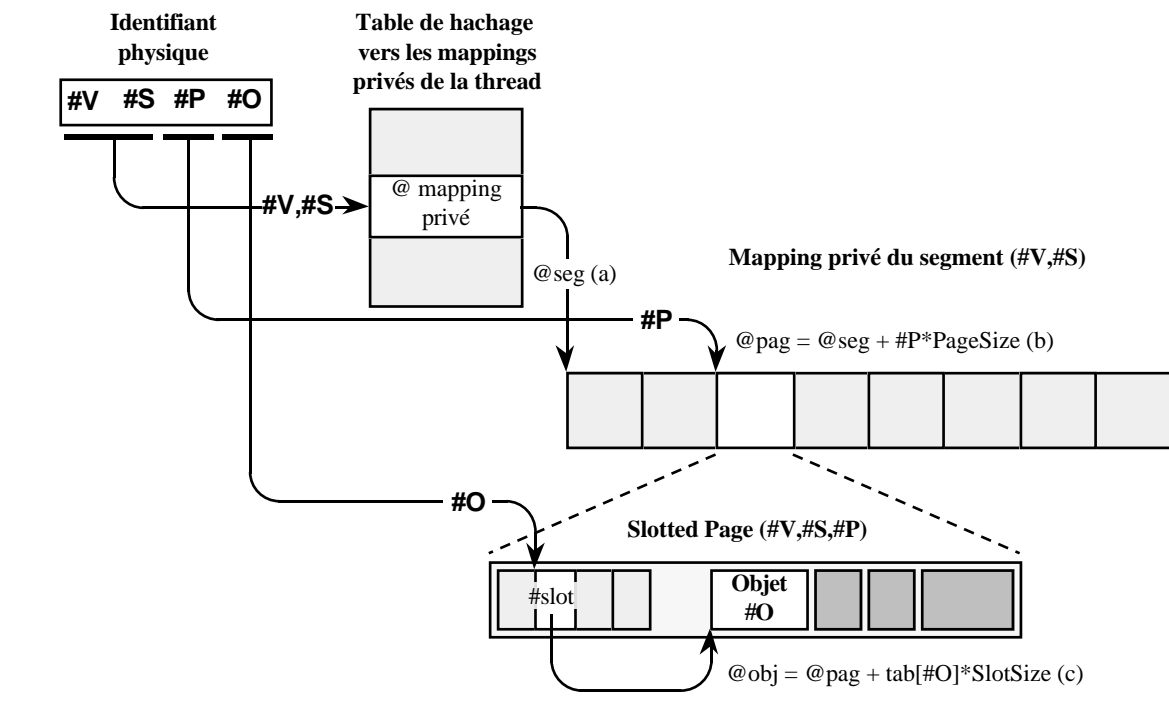 Identifiant
physique
Table de hachage
vers les mappings
privés de la thread
#V #S #P #O
@ mapping
privé
#V,#S
@seg (a)
Mapping privé du segment (#V,#S)
#P
@pag = @seg + #P*PageSize (b)
#O
Slotted Page (#V,#S,#P)
#slot
Objet
#O
@obj = @pag + tab[#O]*SlotSize (c)